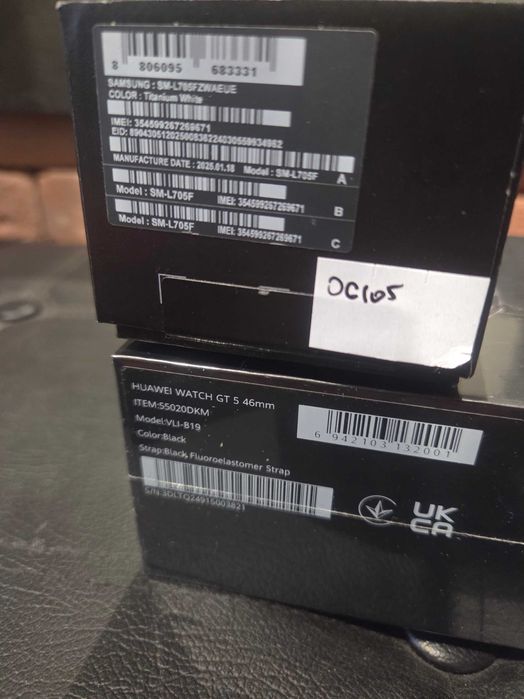 8 806095 683331
SAMSUNG : SM-L705FZWAEUE
COLOR : Titanium White
IMEI: 354599267269671
EID: 89043051202500836224030559934962
MANUFACTURE DATE : 2025.01.18 Model : SM-L705F A
Model : SM-L705F IMEI: 354599267269671 B
Model : SM-L705F IMEI: 354599267269671 C
OC105
HUAWEI WATCH GT 5 46mm
ITEM:55020DKM
Model:VLI-B19
Color:Black
Strap:Black Fluoroelastomer Strap
6 942103 132001
S/N:3DLTQ24915003821
UK
CA